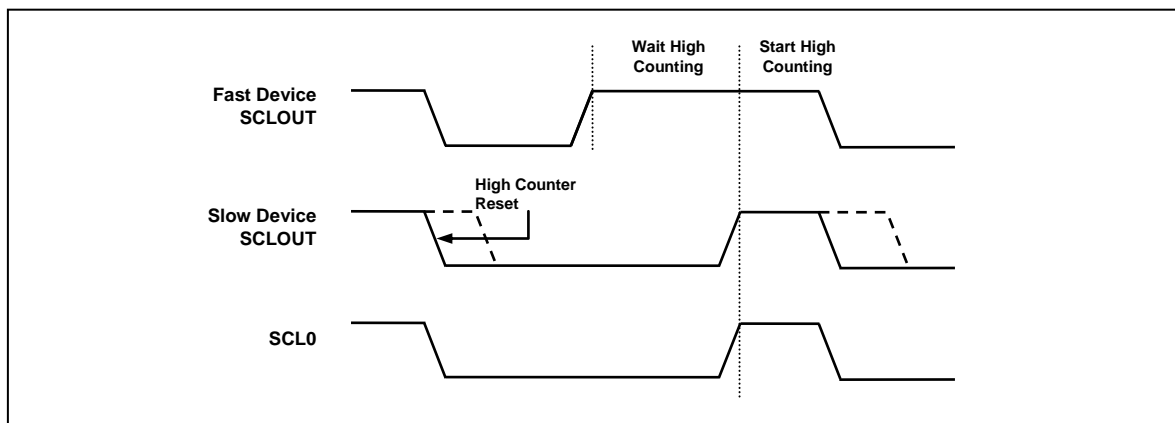 Wait High
Counting
Start High
Counting
Fast Device
SCLOUT
High Counter
Reset
Slow Device
SCLOUT
SCL0